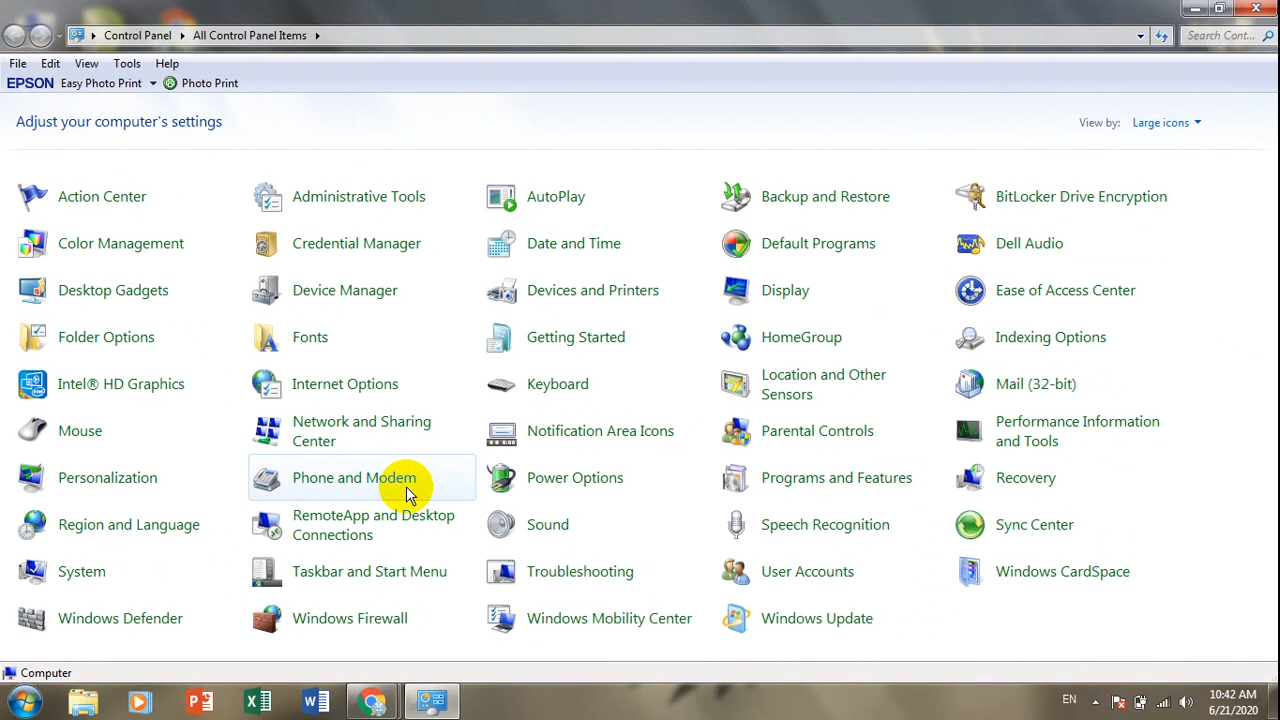 Control Panel All Control Panel Items
Search Cont...
File Edit View Tools Help
EPSON Easy Photo Print Photo Print
Adjust your computer's settings
View by: Large icons
Action Center
Administrative Tools
AutoPlay
Backup and Restore
BitLocker Drive Encryption
Color Management
Credential Manager
Date and Time
Default Programs
Dell Audio
Desktop Gadgets
Device Manager
Devices and Printers
Display
Ease of Access Center
Folder Options
Fonts
Getting Started
HomeGroup
Indexing Options
Intel® HD Graphics
Internet Options
Keyboard
Location and Other
Sensors
Mail (32-bit)
Mouse
Network and Sharing
Center
Notification Area Icons
Parental Controls
Performance Information
and Tools
Personalization
Phone and Modem
Power Options
Programs and Features
Recovery
Region and Language
RemoteApp and Desktop
Connections
Sound
Speech Recognition
Sync Center
System
Taskbar and Start Menu
Troubleshooting
User Accounts
Windows CardSpace
Windows Defender
Windows Firewall
Windows Mobility Center
Windows Update
Computer
EN
10:42 AM
6/21/2020